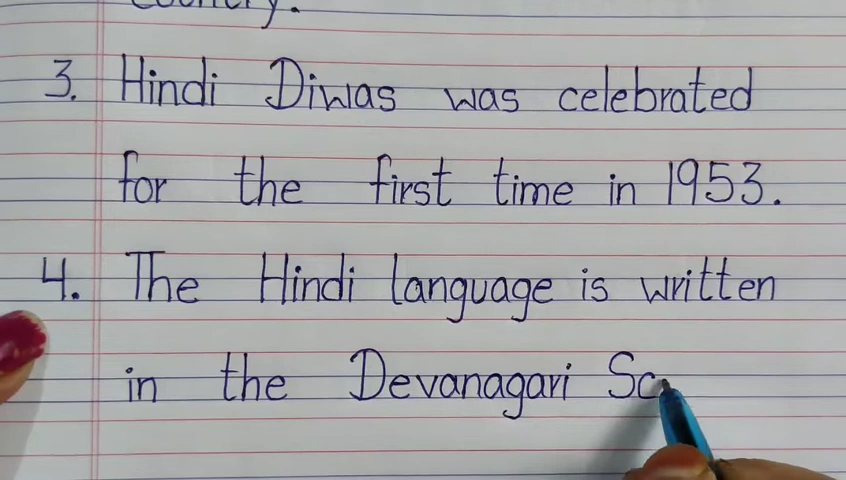 country.
3. Hindi Diwas was celebrated
for the first time in 1953.
4. The Hindi language is written
in the Devanagari Sc